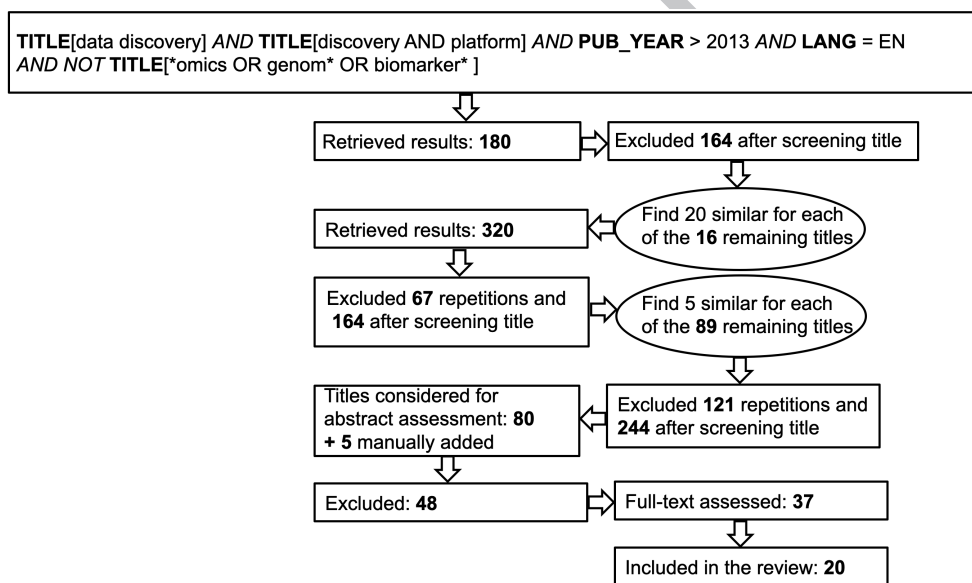 TITLE[data discovery] AND TITLE[discovery AND platform] AND PUB_YEAR > 2013 AND LANG = EN
AND NOT TITLE[*omics OR genom* OR biomarker* ]
Retrieved results: 180
Excluded 164 after screening title
Find 20 similar for each
of the 16 remaining titles
Retrieved results: 320
Excluded 67 repetitions and
164 after screening title
Find 5 similar for each
of the 89 remaining titles
Excluded 121 repetitions and
244 after screening title
Titles considered for
abstract assessment: 80
+ 5 manually added
Excluded: 48
Full-text assessed: 37
Included in the review: 20